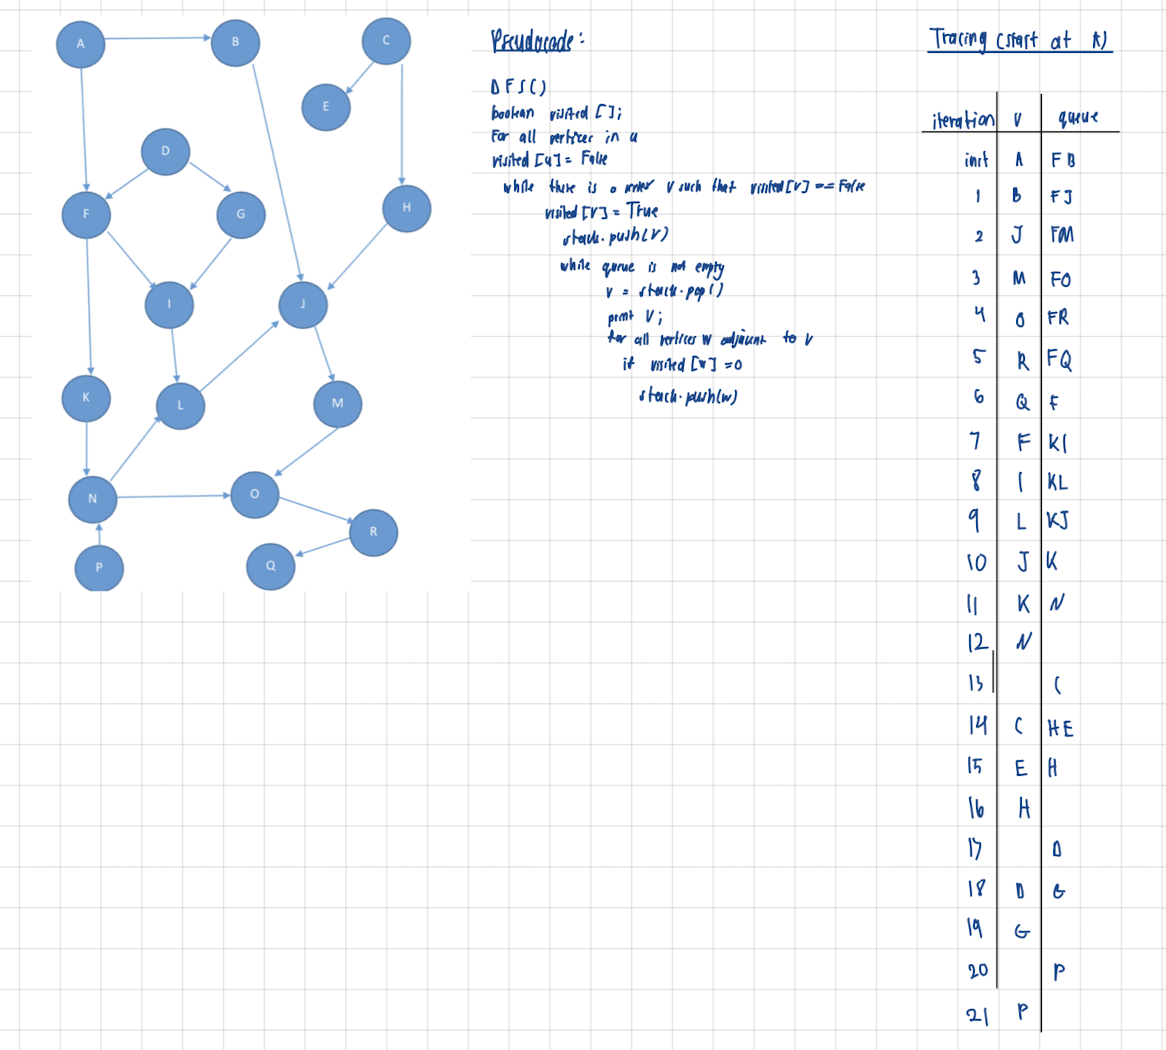 A
B
C
E
D
F
G
H
I
J
K
L
M
N
O
R
P
Q
Pseudocode:
DFS()
boolean visited [];
For all vertices in u
visited [u] = False
while there is a vertex V such that visited [V] == False
visited [V] = True
stack.push(V)
while queue is not empty
V = stack.pop()
print V;
for all vertices W adjacent to V
if visited [W] =0
stack.push(w)
Tracing (start at A)
iteration V queue
init A F B
1 B F J
2 J FM
3 M FO
4 O FR
5 R FQ
6 Q F
7 F KI
8 I KL
9 L KJ
10 J K
11 K N
12 N
13 C
14 C HE
15 E H
16 H
17 D
18 D G
19 G
20 P
21 P